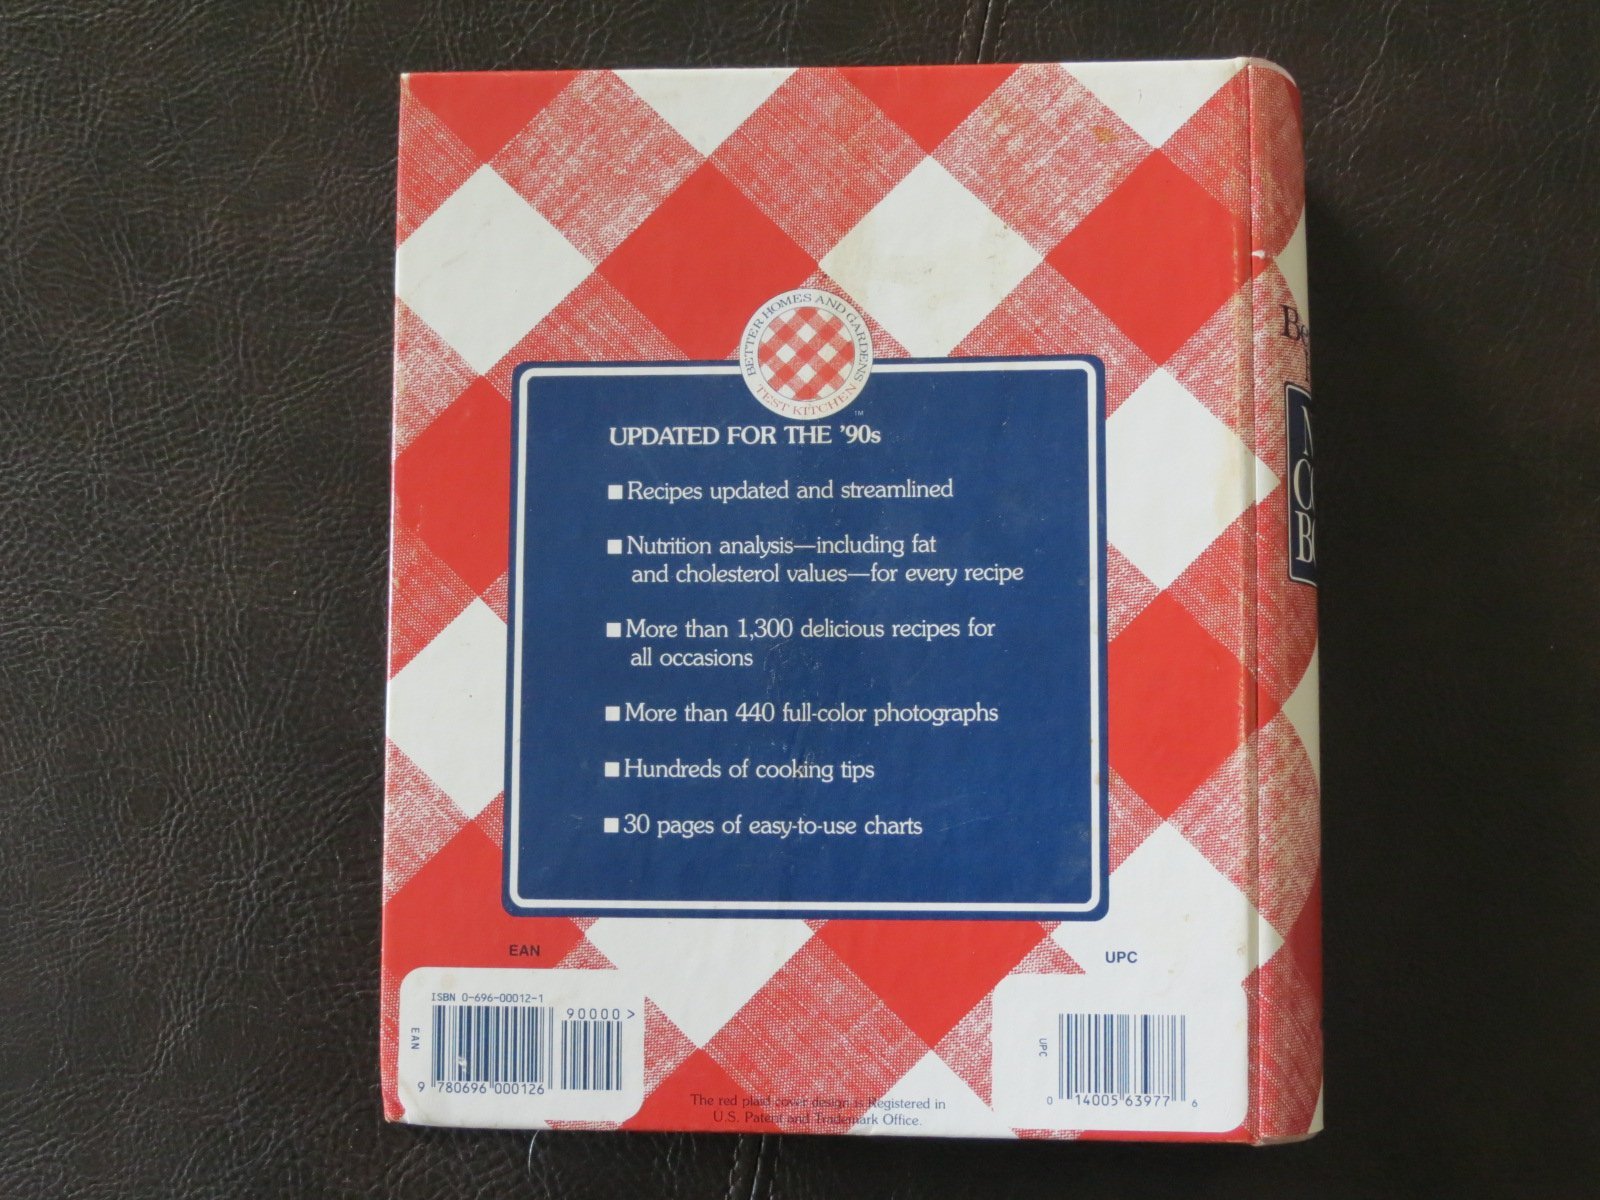 BETTER HOMES AND GARDENS
TEST KITCHEN
TM
UPDATED FOR THE '90s
■ Recipes updated and streamlined
■ Nutrition analysis—including fat
and cholesterol values—for every recipe
■ More than 1,300 delicious recipes for
all occasions
■ More than 440 full-color photographs
■ Hundreds of cooking tips
■ 30 pages of easy-to-use charts
EAN
ISBN 0-696-00012-1
90000 >
EAN
9 780696 000126
The red plaid cover design is Registered in
U.S. Patent and Trademark Office.
UPC
UPC
0 14005 63977 6